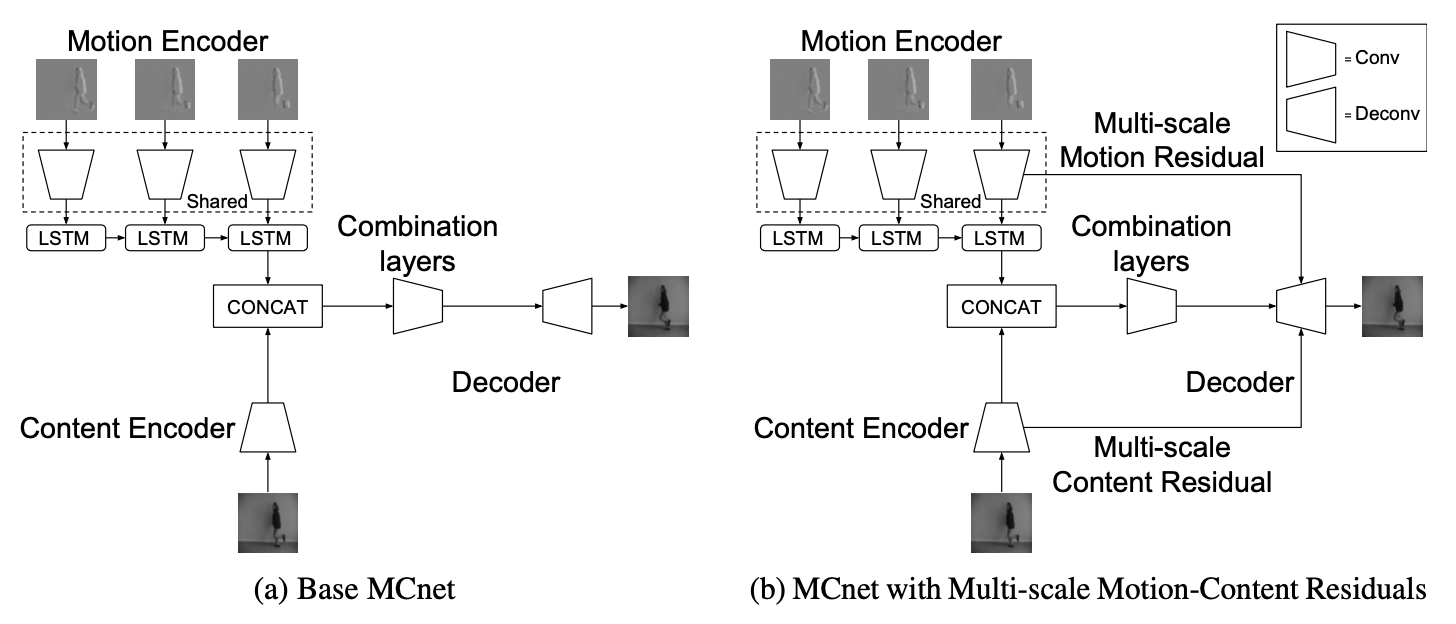 Motion Encoder
Shared
LSTM
LSTM
LSTM
Combination
layers
CONCAT
Decoder
Content Encoder
(a) Base MCnet
Motion Encoder
= Conv
= Deconv
Multi-scale
Motion Residual
Shared
LSTM
LSTM
LSTM
Combination
layers
CONCAT
Decoder
Content Encoder
Multi-scale
Content Residual
(b) MCnet with Multi-scale Motion-Content Residuals